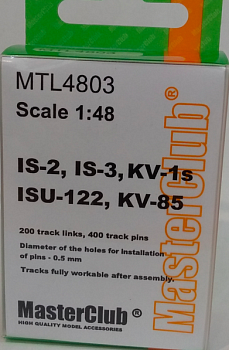 MTL4803
Scale 1:48
IS-2, IS-3, KV-1s
ISU-122, KV-85
200 track links, 400 track pins
Diameter of the holes for installation
of pins - 0.5 mm
Tracks fully workable after assembly.
MasterClub®
HIGH QUALITY MODEL ACCESSORIES
MasterClub®